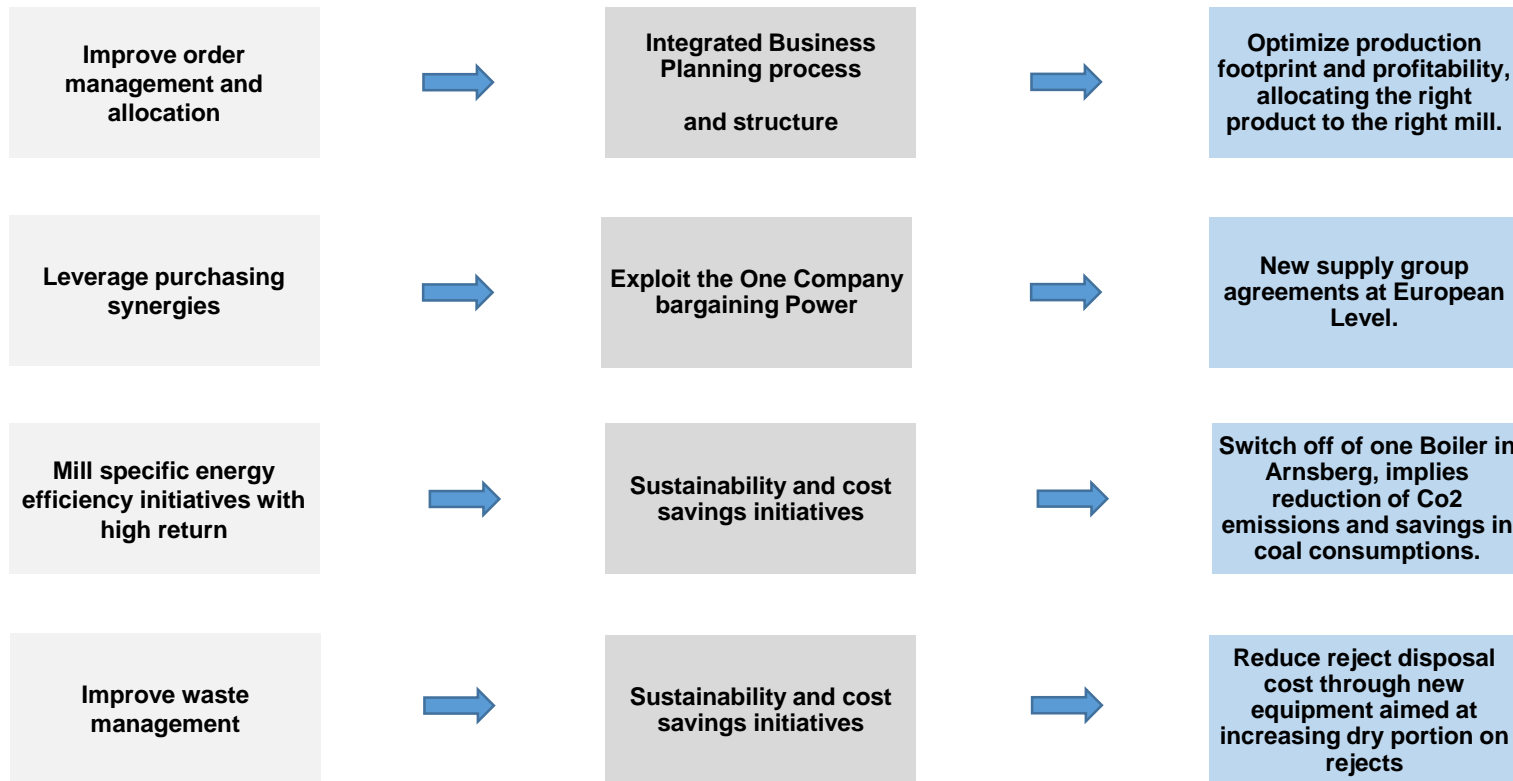 Improve order
management and
allocation
Integrated Business
Planning process
and structure
Optimize production
footprint and profitability,
allocating the right
product to the right mill.
Leverage purchasing
synergies
Exploit the One Company
bargaining Power
New supply group
agreements at European
Level.
Mill specific energy
efficiency initiatives with
high return
Sustainability and cost
savings initiatives
Switch off of one Boiler in
Arnsberg, implies
reduction of Co2
emissions and savings in
coal consumptions.
Improve waste
management
Sustainability and cost
savings initiatives
Reduce reject disposal
cost through new
equipment aimed at
increasing dry portion on
rejects